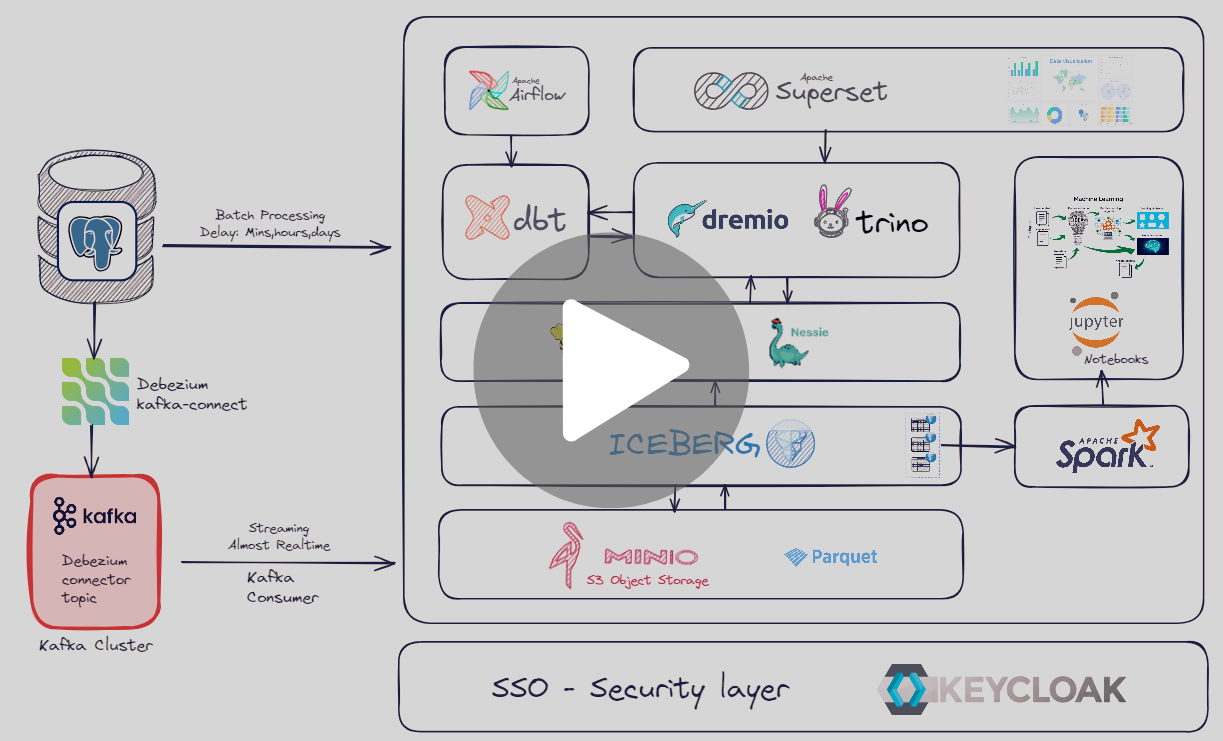 Apache
Airflow
Apache
Superset
Data Visualization
Batch Processing
Delay: Mins,hours,days
dbt
dremio
trino
Machine Learning
Nessie
jupyter
Notebooks
Debezium
kafka-connect
ICEBERG
APACHE
Spark
kafka
Debezium
connector
topic
Kafka Cluster
Streaming
Almost Realtime
Kafka
Consumer
MINIO
S3 Object Storage
Parquet
SSO - Security layer
KEYCLOAK